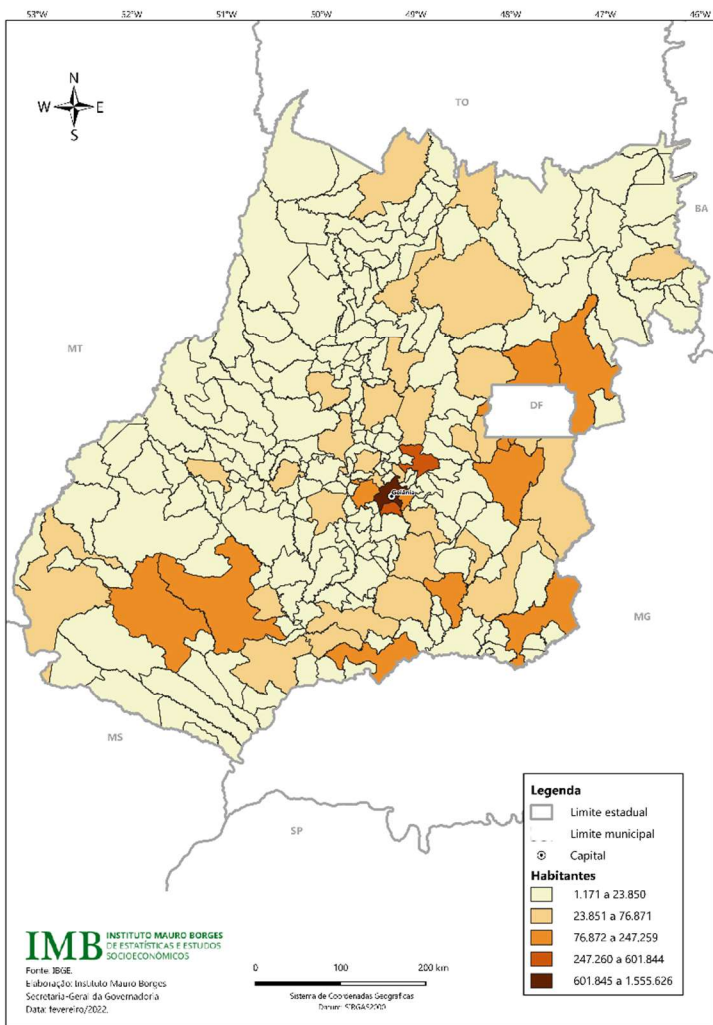 53°W 52°W 51°W 50°W 49°W 48°W 47°W 46°W
N
W E
S
TO
BA
MT
DF
Goiânia
MG
MS
SP
Legenda
Limite estadual
Limite municipal
Capital
Habitantes
1.171 a 23.850
23.851 a 76.871
76.872 a 247.259
247.260 a 601.844
601.845 a 1.555.626
IMB INSTITUTO MAURO BORGES
DE ESTATÍSTICAS E ESTUDOS
SOCIOECONÔMICOS
Fonte: IBGE.
Elaboração: Instituto Mauro Borges
Secretaria-Geral da Governadoria
Data: fevereiro/2022.
0 100 200 km
Sistema de Coordenadas Geográficas
Datum: SIRGAS2000